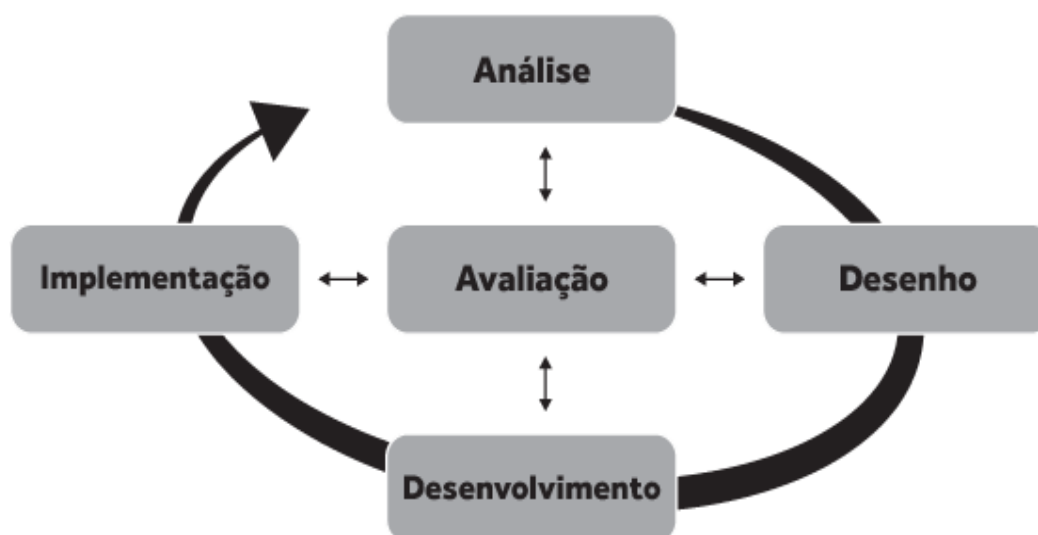 Análise
Implementação
Avaliação
Desenho
Desenvolvimento